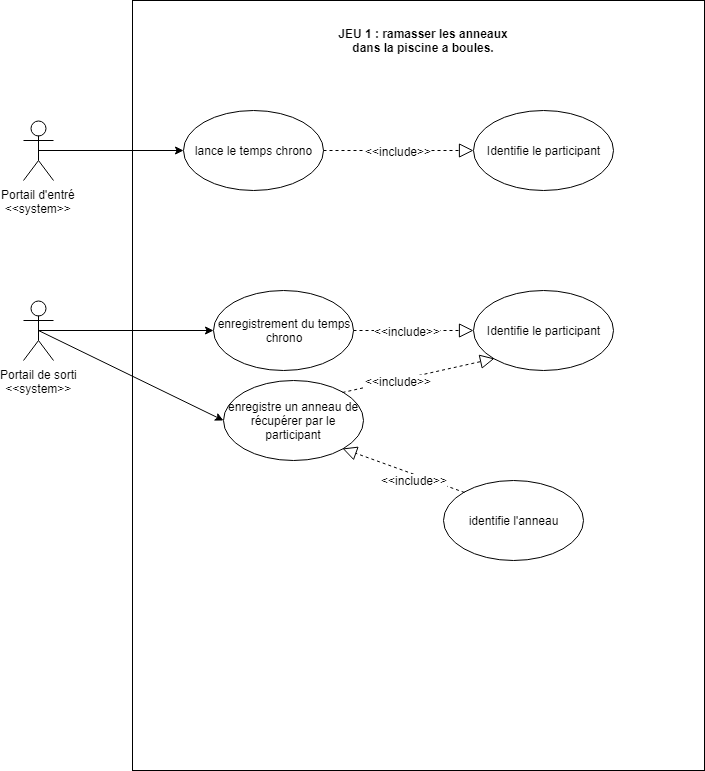 JEU 1 : ramasser les anneaux
dans la piscine a boules.
lance le temps chrono
<<include>>
Identifie le participant
Portail d'entré
<<system>>
enregistrement du temps
chrono
<<include>>
Identifie le participant
Portail de sorti
<<system>>
<<include>>
enregistre un anneau de
récupérer par le
participant
<<include>>
identifie l'anneau